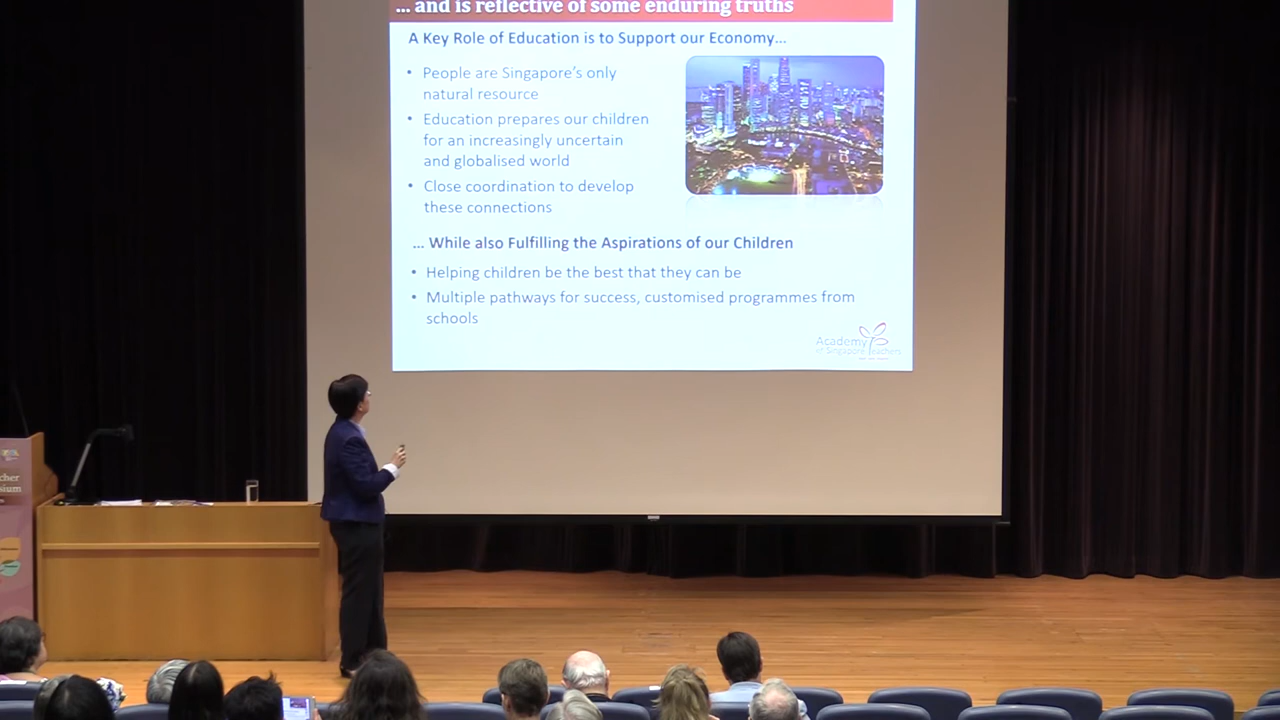 ... and is reflective of some enduring truths
A Key Role of Education is to Support our Economy...
• People are Singapore's only
natural resource
• Education prepares our children
for an increasingly uncertain
and globalised world
• Close coordination to develop
these connections
... While also Fulfilling the Aspirations of our Children
• Helping children be the best that they can be
• Multiple pathways for success, customised programmes from
schools
Academy
of Singapore Teachers
cher
sium